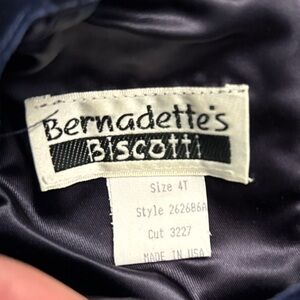 Bernadette's
Biscotti
Size 4T
Style 262686A
Cut 3227
MADE IN USA